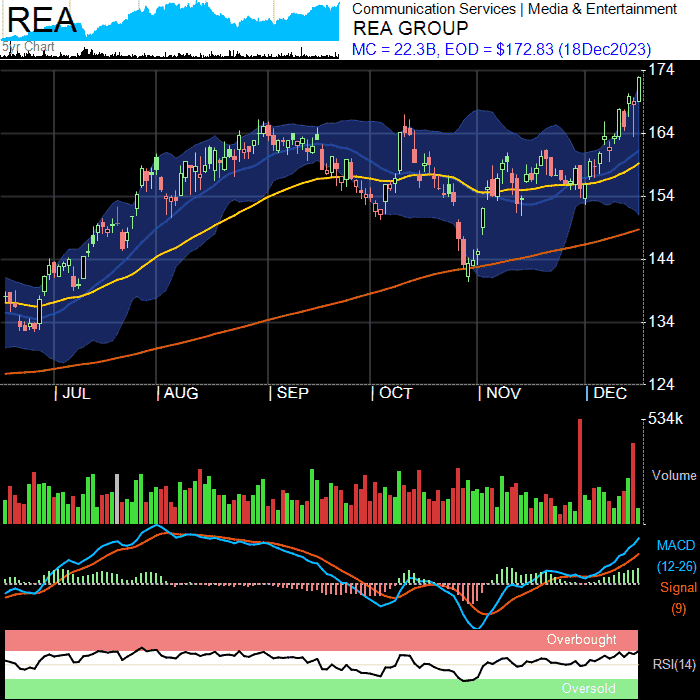 REA
5yr Chart
Communication Services | Media & Entertainment
REA GROUP
MC = 22.3B, EOD = $172.83 (18Dec2023)
174
164
154
144
134
124
| JUL | AUG | SEP | OCT | NOV | DEC
534k
Volume
MACD
(12-26)
Signal
(9)
Overbought
RSI(14)
Oversold